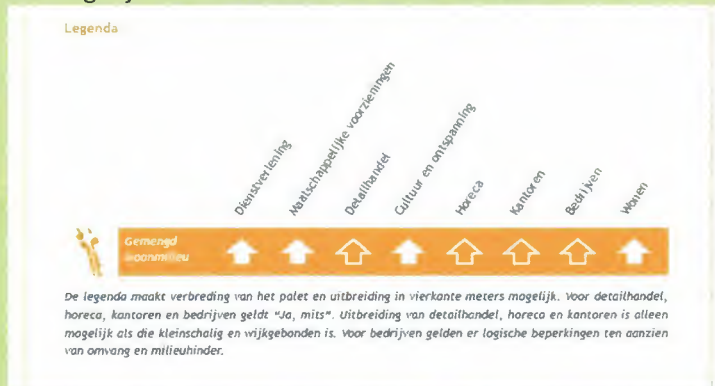 Legenda
Dienstverlening
Maatschappelijke voorzieningen
Detailhandel
Cultuur en ontspanning
Horeca
Kantoren
Bedrijven
Wonen
Gemengd
woonmilieu
De legenda maakt verbreding van het palet en uitbreiding in vierkante meters mogelijk. Voor detailhandel,
horeca, kantoren en bedrijven geldt "Ja, mits". Uitbreiding van detailhandel, horeca en kantoren is alleen
mogelijk als die kleinschalig en wijkgebonden is. Voor bedrijven gelden er logische beperkingen ten aanzien
van omvang en milieuhinder.